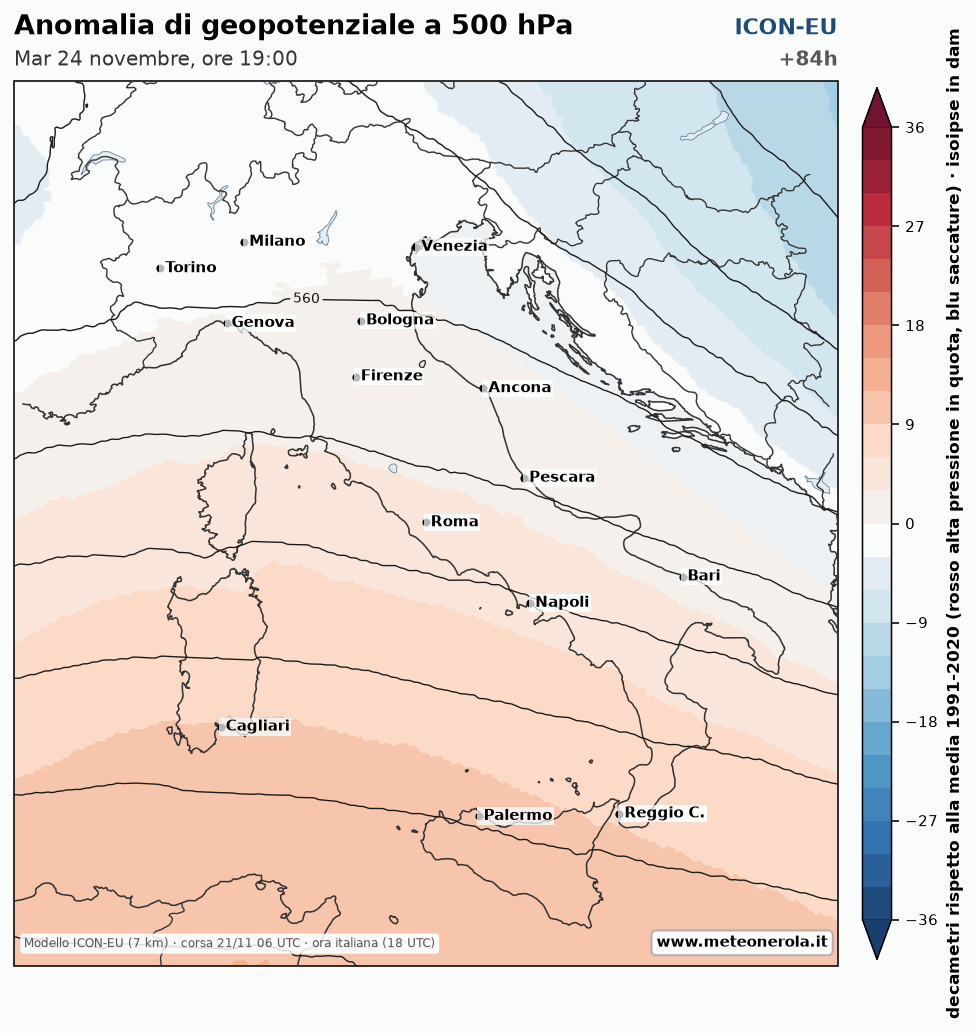 Anomalia di geopotenziale a 500 hPa
ICON-EU
Mar 24 novembre, ore 19:00
+84h
Milano
Venezia
Torino
560
Genova
Bologna
Firenze
Ancona
Pescara
Roma
Bari
Napoli
Cagliari
Palermo
Reggio C.
Modello ICON-EU (7 km) · corsa 21/11 06 UTC · ora italiana (18 UTC)
www.meteonerola.it
36
27
18
9
0
−9
−18
−27
−36
decametri rispetto alla media 1991-2020 (rosso alta pressione in quota, blu saccature) · isoipse in dam